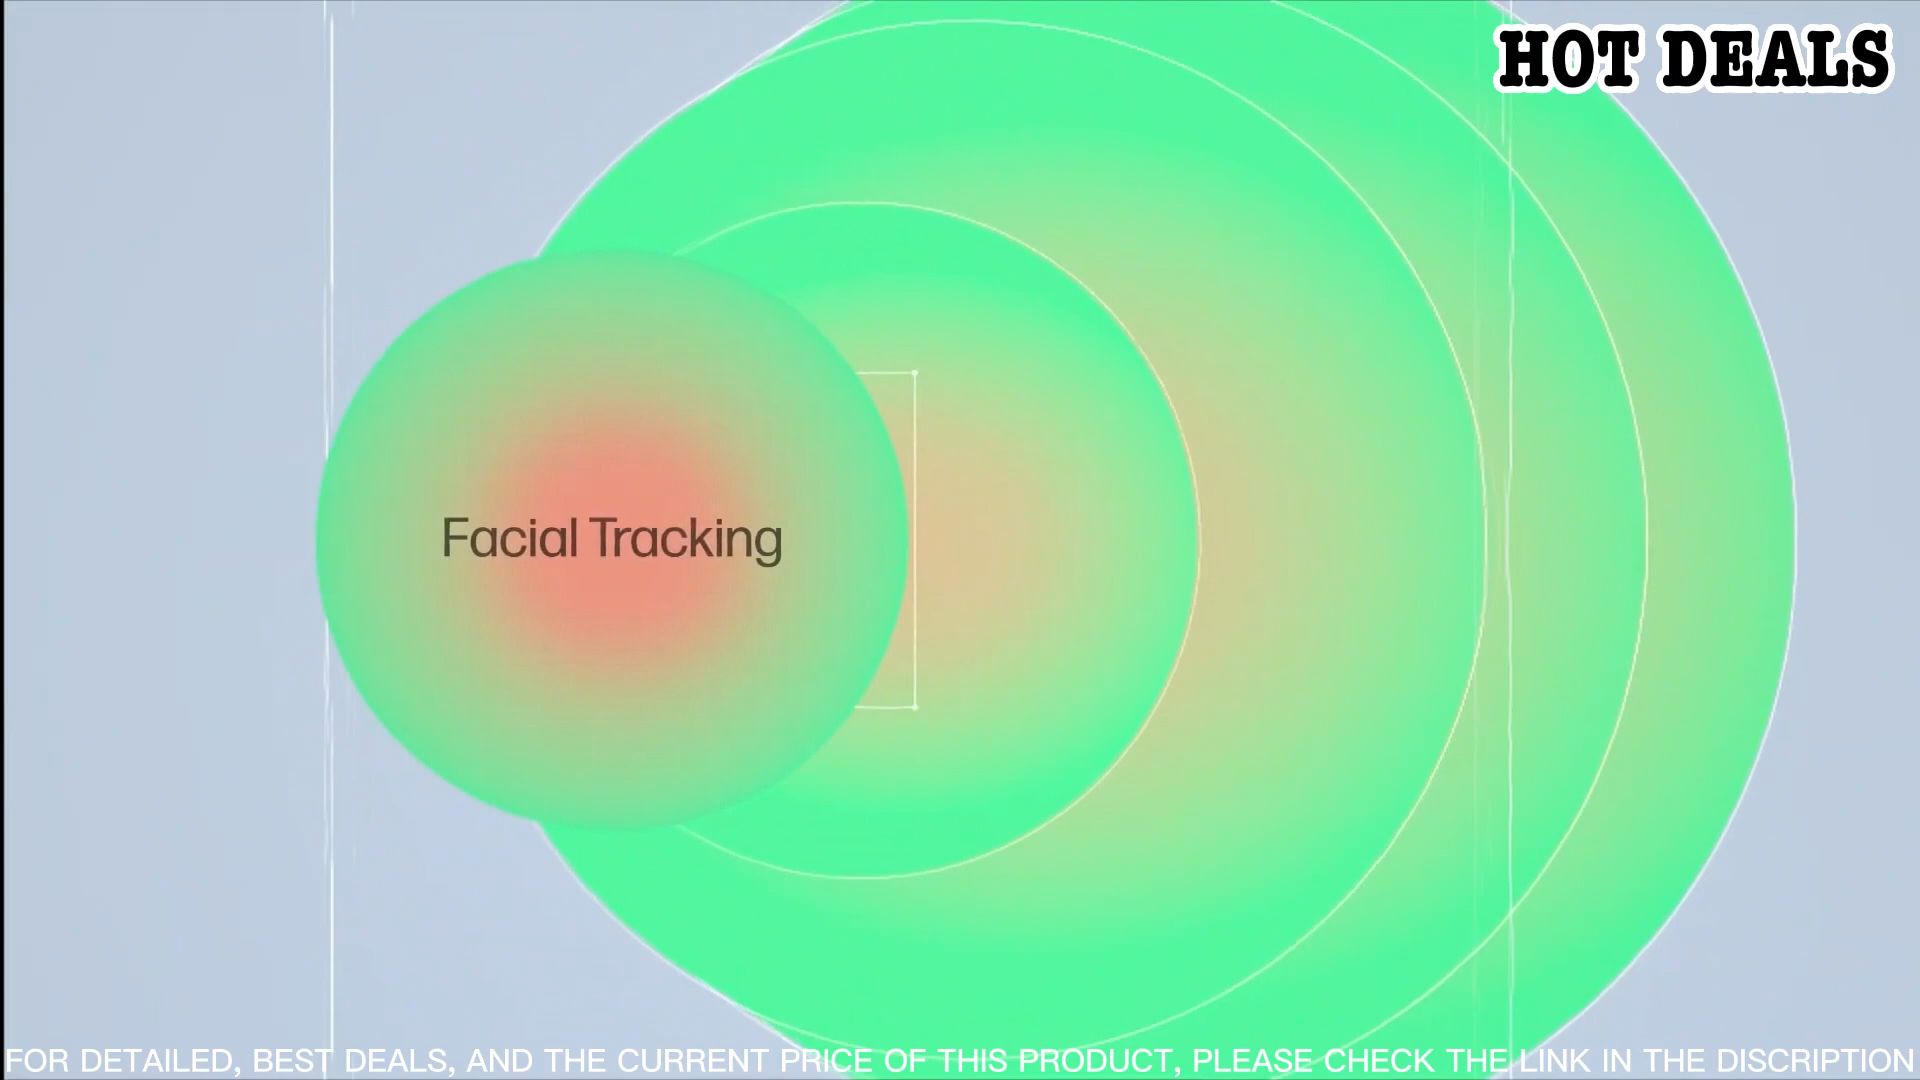 HOT DEALS
Facial Tracking
FOR DETAILED, BEST DEALS, AND THE CURRENT PRICE OF THIS PRODUCT, PLEASE CHECK THE LINK IN THE DISCRIPTION